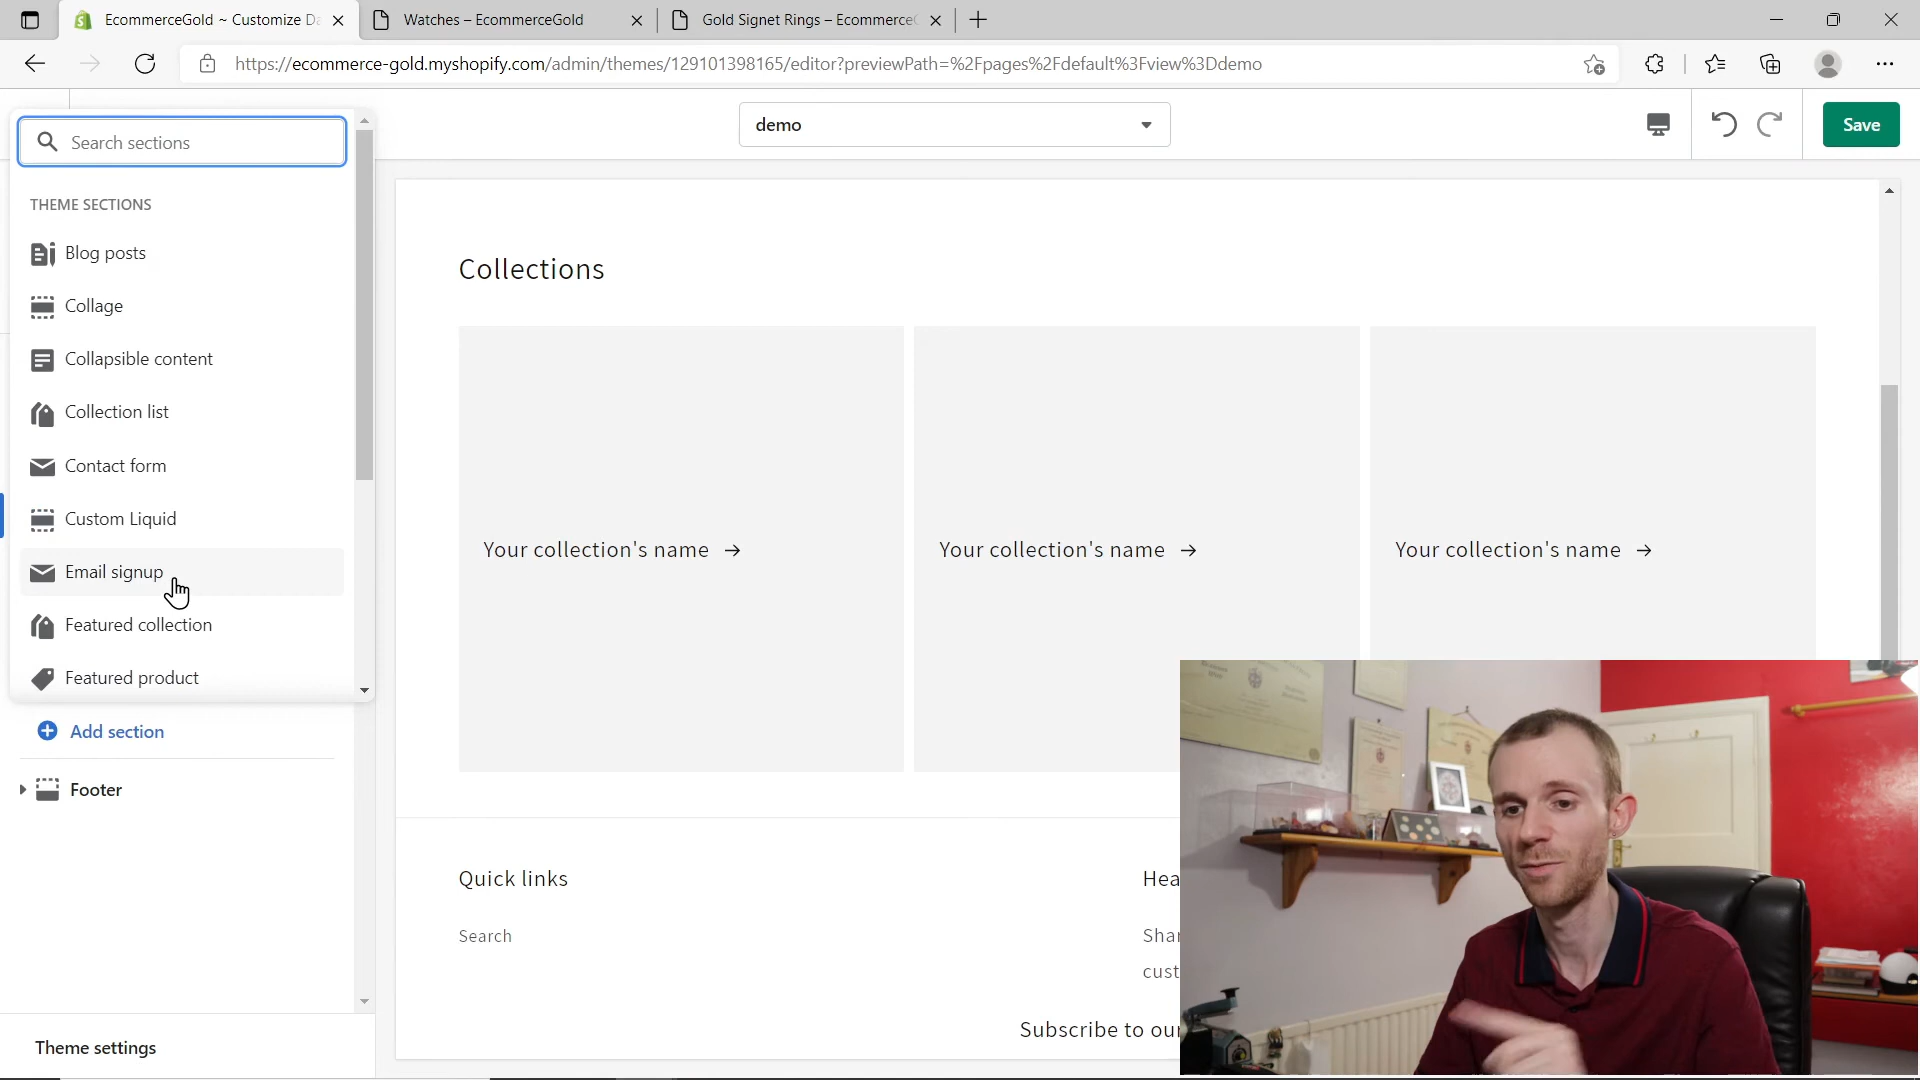 EcommerceGold ~ Customize Da
Watches – EcommerceGold
Gold Signet Rings – Ecommerce
https://ecommerce-gold.myshopify.com/admin/themes/129101398165/editor?previewPath=%2Fpages%2Fdefault%3Fview%3Ddemo
demo
Save
Search sections
THEME SECTIONS
Blog posts
Collage
Collapsible content
Collection list
Contact form
Custom Liquid
Email signup
Featured collection
Featured product
Add section
Footer
Theme settings
Collections
Your collection's name →
Your collection's name →
Your collection's name →
Quick links
Hea
Search
Shar
cust
Subscribe to our